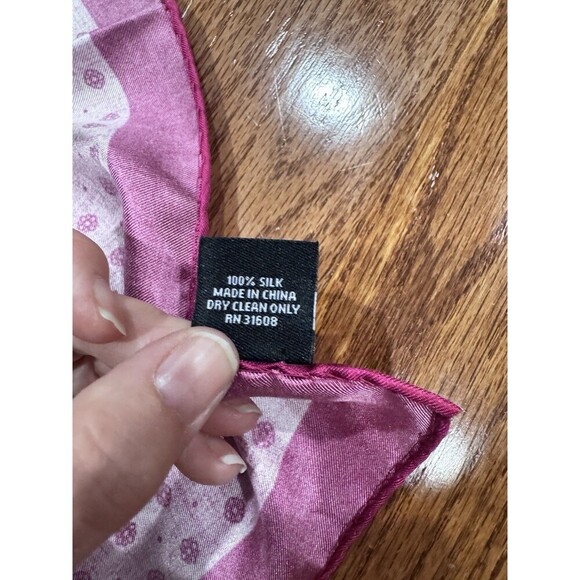 100% SILK
MADE IN CHINA
DRY CLEAN ONLY
RN 31608